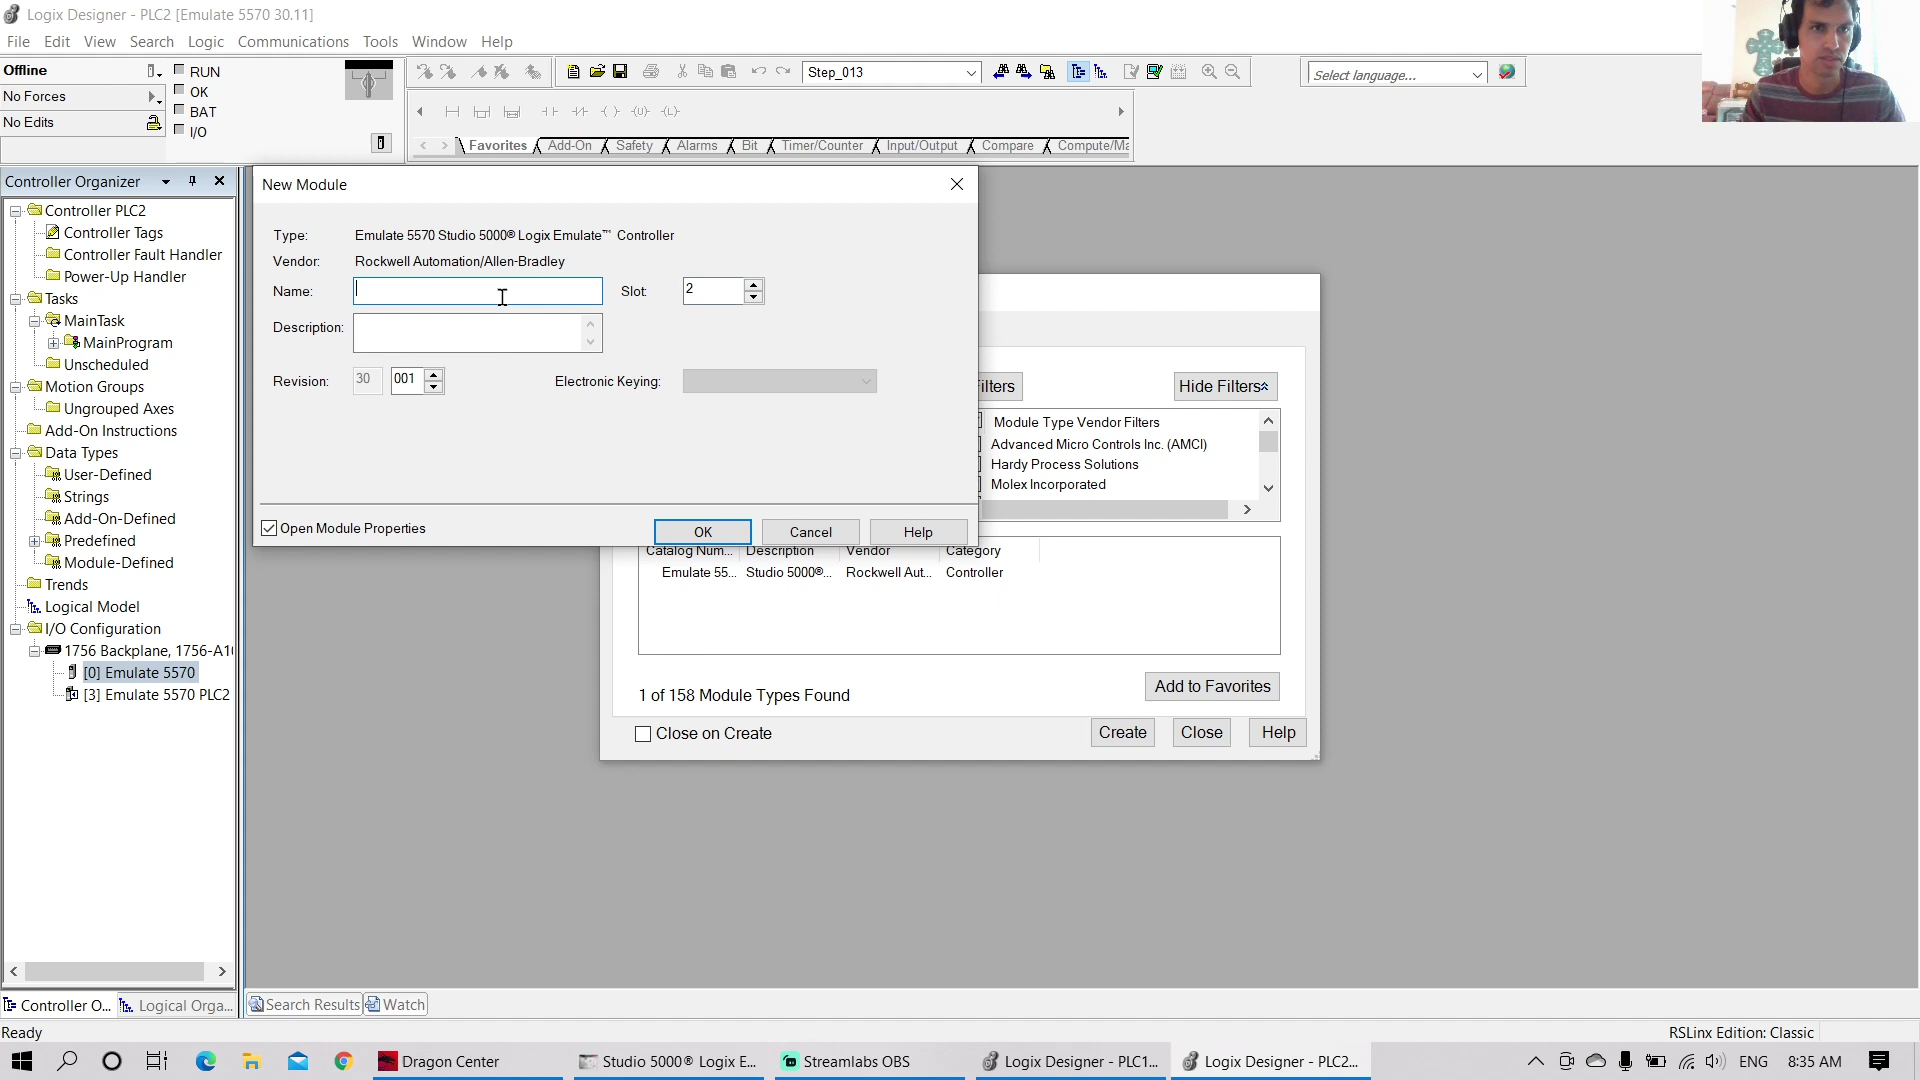 Logix Designer - PLC2 [Emulate 5570 30.11]
File Edit View Search Logic Communications Tools Window Help
Offline
No Forces
No Edits
RUN
OK
BAT
I/O
Step_013
Select language...
Favorites Add-On Safety Alarms Bit Timer/Counter Input/Output Compare Compute/Ma
Controller Organizer
Controller PLC2
Controller Tags
Controller Fault Handler
Power-Up Handler
Tasks
MainTask
MainProgram
Unscheduled
Motion Groups
Ungrouped Axes
Add-On Instructions
Data Types
User-Defined
Strings
Add-On-Defined
Predefined
Module-Defined
Trends
Logical Model
I/O Configuration
1756 Backplane, 1756-A1
[0] Emulate 5570
[3] Emulate 5570 PLC2
Controller O... Logical Orga...
New Module
Type: Emulate 5570 Studio 5000® Logix Emulate™ Controller
Vendor: Rockwell Automation/Allen-Bradley
Name: Slot: 2
Description:
Revision: 30 001 Electronic Keying:
Open Module Properties OK Cancel Help
ilters Hide Filters
Module Type Vendor Filters
Advanced Micro Controls Inc. (AMCI)
Hardy Process Solutions
Molex Incorporated
Catalog Num... Description Vendor Category
Emulate 55... Studio 5000®... Rockwell Aut... Controller
1 of 158 Module Types Found Add to Favorites
Close on Create Create Close Help
Search Results Watch
Ready RSLinx Edition: Classic
Dragon Center Studio 5000® Logix E... Streamlabs OBS Logix Designer - PLC1... Logix Designer - PLC2... ENG 8:35 AM